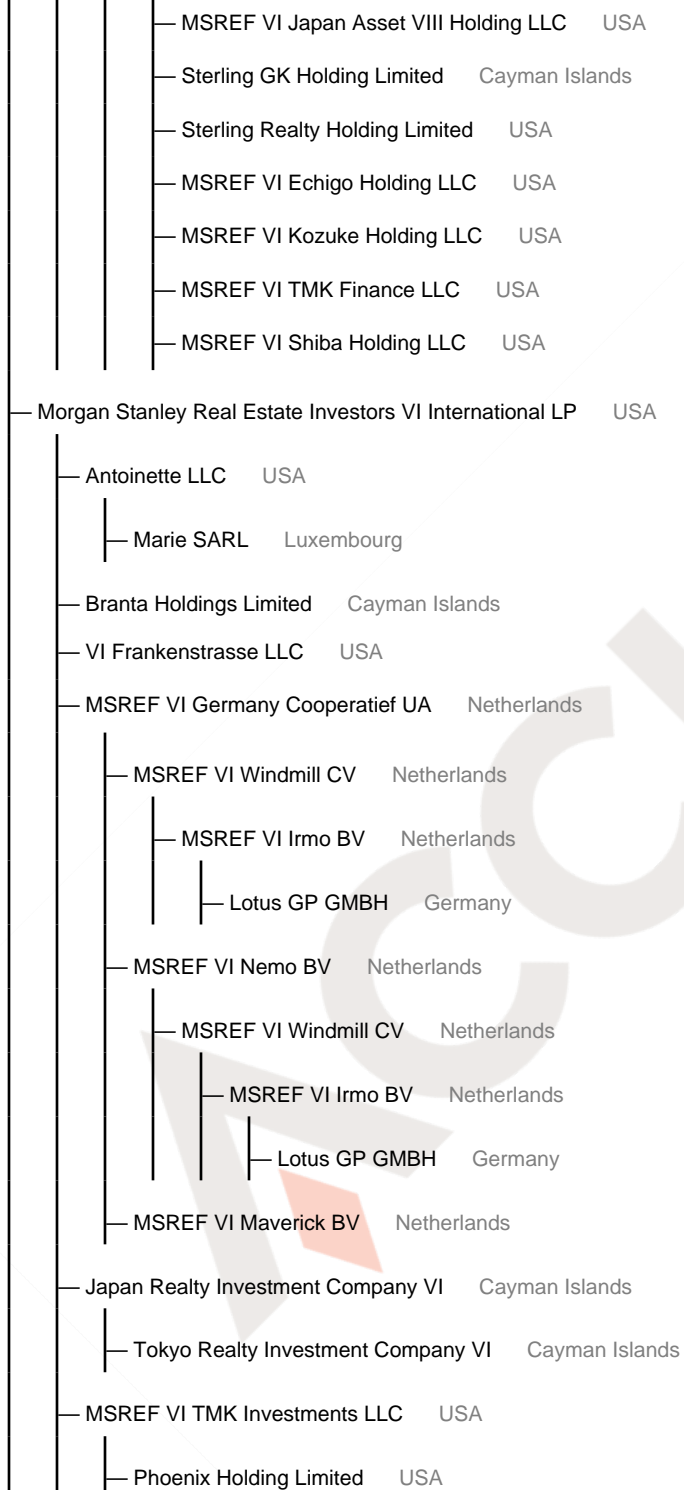 MSREF VI Japan Asset VIII Holding LLC USA
Sterling GK Holding Limited Cayman Islands
Sterling Realty Holding Limited USA
MSREF VI Echigo Holding LLC USA
MSREF VI Kozuke Holding LLC USA
MSREF VI TMK Finance LLC USA
MSREF VI Shiba Holding LLC USA
Morgan Stanley Real Estate Investors VI International LP USA
Antoinette LLC USA
Marie SARL Luxembourg
Branta Holdings Limited Cayman Islands
VI Frankenstrasse LLC USA
MSREF VI Germany Cooperatief UA Netherlands
MSREF VI Windmill CV Netherlands
MSREF VI Irmo BV Netherlands
Lotus GP GMBH Germany
MSREF VI Nemo BV Netherlands
MSREF VI Windmill CV Netherlands
MSREF VI Irmo BV Netherlands
Lotus GP GMBH Germany
MSREF VI Maverick BV Netherlands
Japan Realty Investment Company VI Cayman Islands
Tokyo Realty Investment Company VI Cayman Islands
MSREF VI TMK Investments LLC USA
Phoenix Holding Limited USA